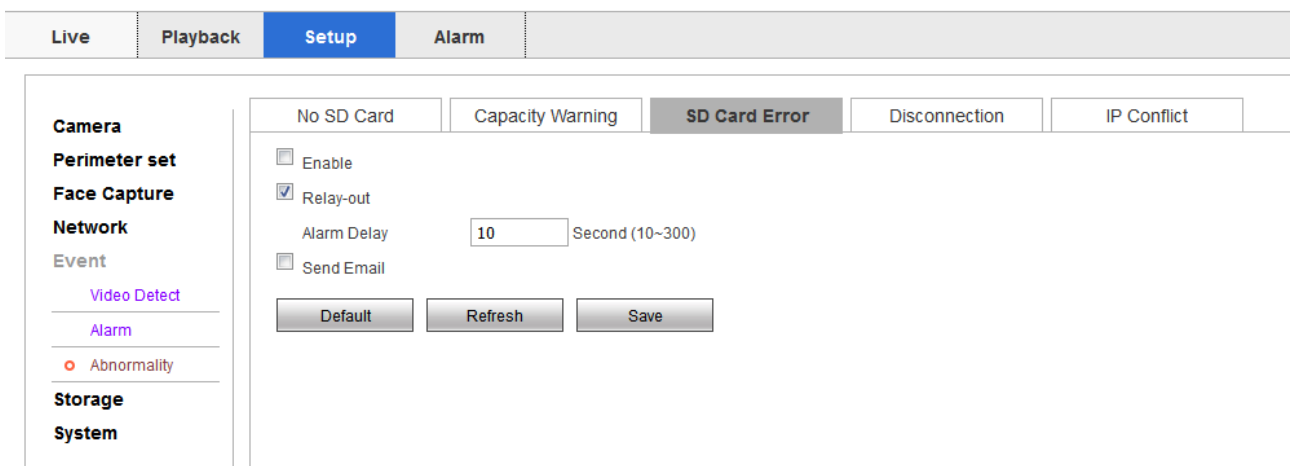 Live Playback Setup Alarm
No SD Card Capacity Warning SD Card Error Disconnection IP Conflict
Camera
Perimeter set
Face Capture
Network
Event
Video Detect
Alarm
Abnormality
Storage
System
Enable
Relay-out
Alarm Delay 10 Second (10~300)
Send Email
Default Refresh Save